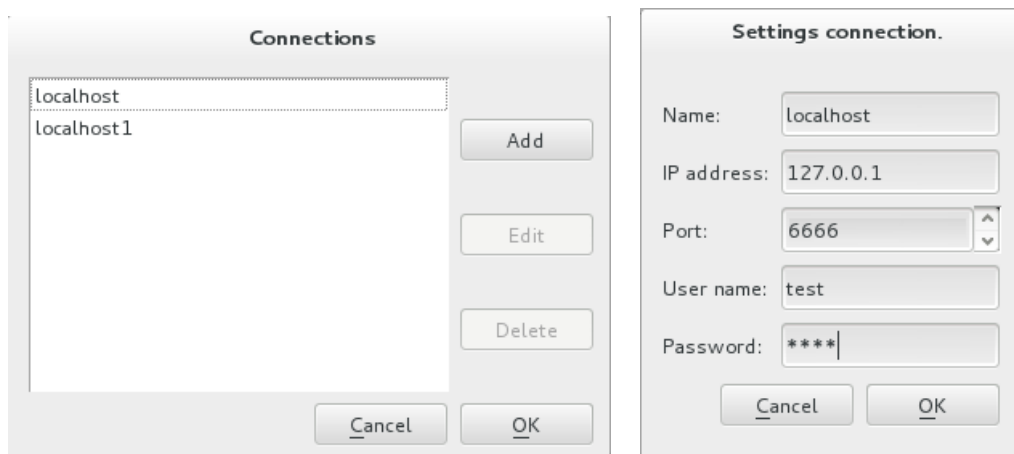 Connections
localhost
localhost1
Add
Edit
Delete
Cancel
OK
Settings connection.
Name: localhost
IP address: 127.0.0.1
Port: 6666
User name: test
Password: ****
Cancel
OK